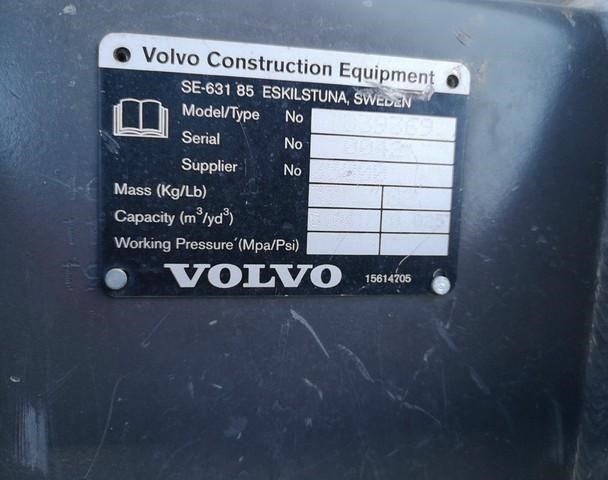 Volvo Construction Equipment
SE-631 85 ESKILSTUNA, SWEDEN
Model/Type No
Serial No
Supplier No
Mass (Kg/Lb)
Capacity (m³/yd³)
Working Pressure (Mpa/Psi)
VOLVO 15614705